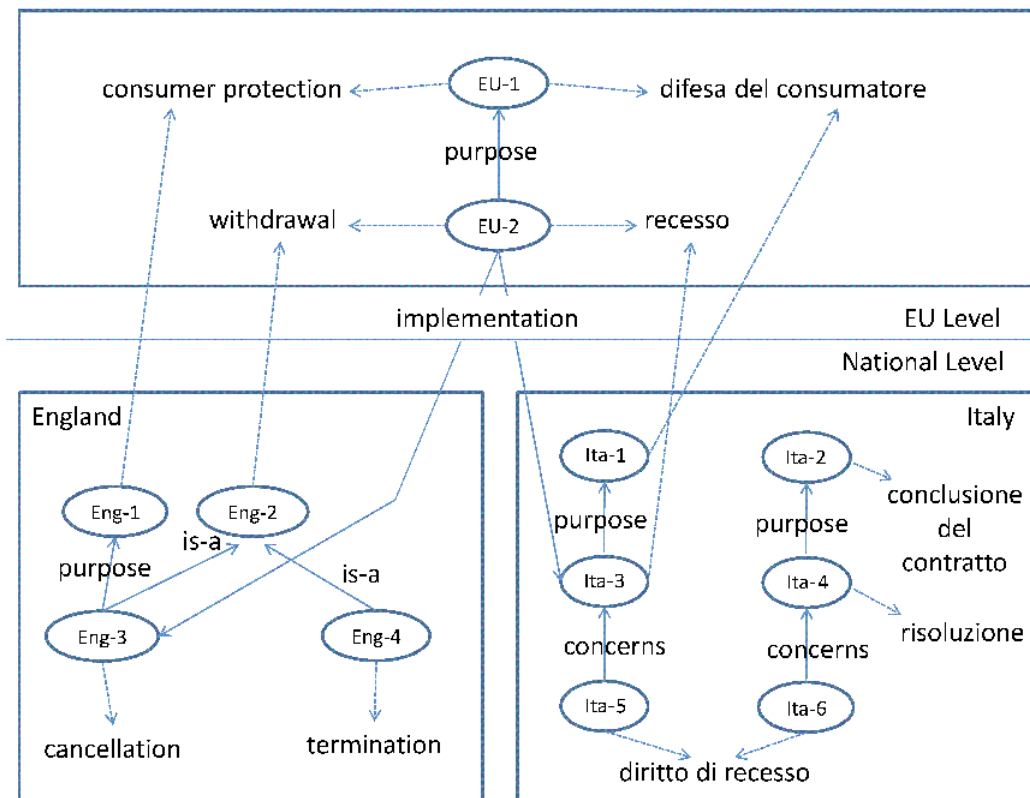 consumer protection
EU-1
difesa del consumatore
purpose
withdrawal
EU-2
recesso
implementation
EU Level
National Level
England
Italy
Ita-1
Ita-2
conclusione
del
contratto
Eng-1
Eng-2
is-a
purpose
purpose
purpose
is-a
Ita-3
Ita-4
Eng-3
Eng-4
risoluzione
concerns
concerns
Ita-5
Ita-6
cancellation
termination
diritto di recesso